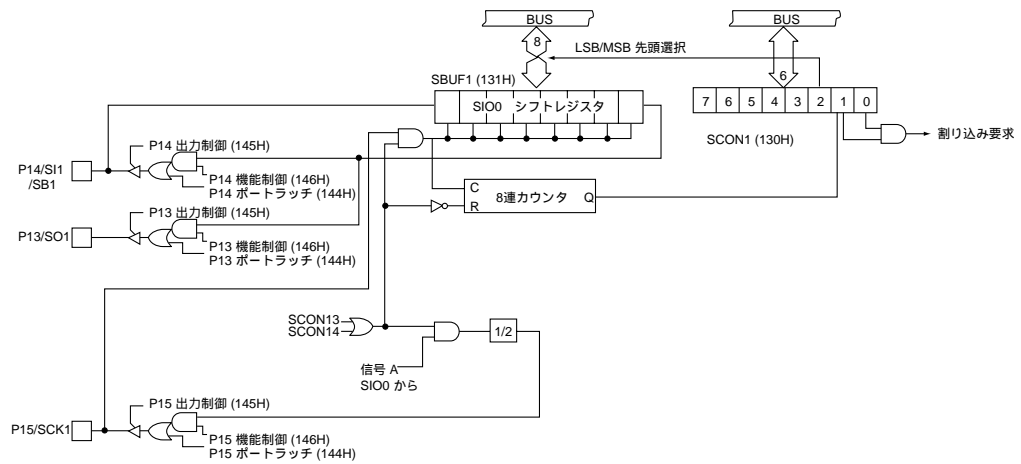 BUS
BUS
8
LSB/MSB 先頭選択
6
SBUF1 (131H)
SIO0 シフトレジスタ
7 6 5 4 3 2 1 0
SCON1 (130H)
割り込み要求
P14 出力制御 (145H)
P14/SI1
/SB1
P14 機能制御 (146H)
P14 ポートラッチ (144H)
C
R
8連カウンタ
Q
P13 出力制御 (145H)
P13/SO1
P13 機能制御 (146H)
P13 ポートラッチ (144H)
SCON13
SCON14
1/2
信号 A
SIO0 から
P15 出力制御 (145H)
P15/SCK1
P15 機能制御 (146H)
P15 ポートラッチ (144H)